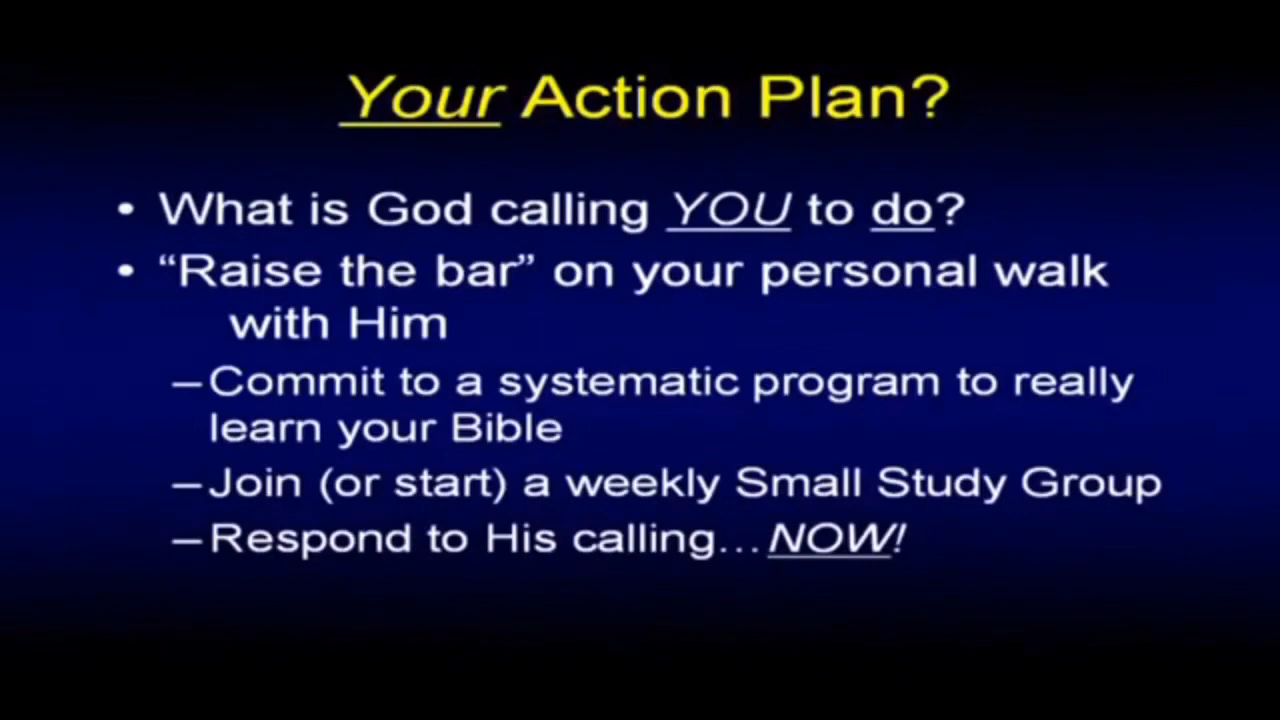 Your Action Plan?
• What is God calling YOU to do?
• “Raise the bar” on your personal walk
with Him
–Commit to a systematic program to really
learn your Bible
–Join (or start) a weekly Small Study Group
–Respond to His calling…NOW!